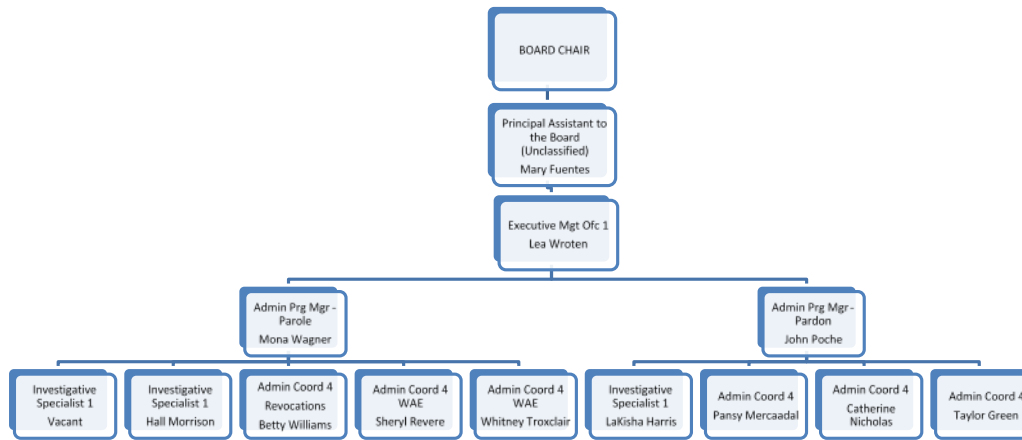 BOARD CHAIR
Principal Assistant to
the Board
(Unclassified)
Mary Fuentes
Executive Mgt Ofc 1
Lea Wroten
Admin Prg Mgr -
Parole
Mona Wagner
Admin Prg Mgr -
Pardon
John Poche
Investigative
Specialist 1
Vacant
Investigative
Specialist 1
Hall Morrison
Admin Coord 4
Revocations
Betty Williams
Admin Coord 4
WAE
Sheryl Revere
Admin Coord 4
WAE
Whitney Troxclair
Investigative
Specialist 1
LaKisha Harris
Admin Coord 4
Pansy Mercaadal
Admin Coord 4
Catherine
Nicholas
Admin Coord 4
Taylor Green